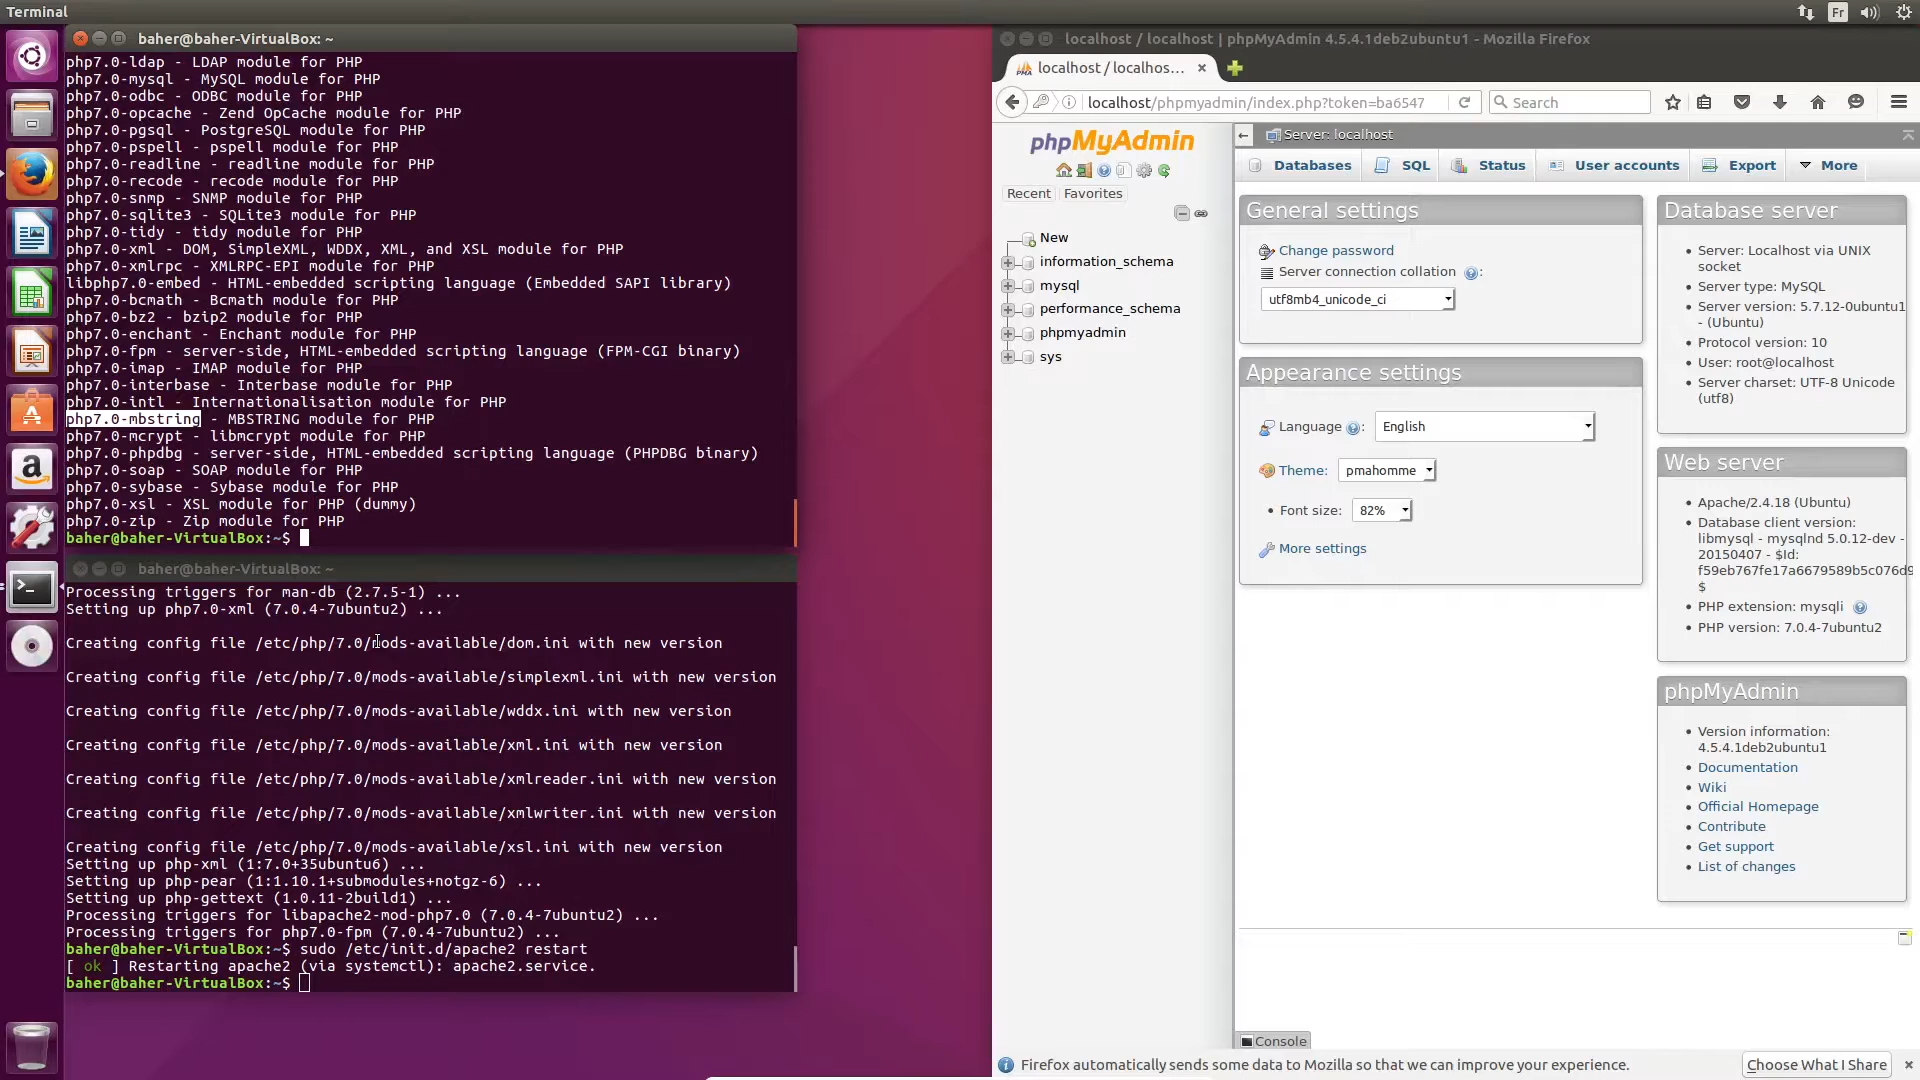 Terminal
Fr
baher@baher-VirtualBox: ~
php7.0-ldap - LDAP module for PHP
php7.0-mysql - MySQL module for PHP
php7.0-odbc - ODBC module for PHP
php7.0-opcache - Zend OpCache module for PHP
php7.0-pgsql - PostgreSQL module for PHP
php7.0-pspell - pspell module for PHP
php7.0-readline - readline module for PHP
php7.0-recode - recode module for PHP
php7.0-snmp - SNMP module for PHP
php7.0-sqlite3 - SQLite3 module for PHP
php7.0-tidy - tidy module for PHP
php7.0-xml - DOM, SimpleXML, WDDX, XML, and XSL module for PHP
php7.0-xmlrpc - XMLRPC-EPI module for PHP
libphp7.0-embed - HTML-embedded scripting language (Embedded SAPI library)
php7.0-bcmath - Bcmath module for PHP
php7.0-bz2 - bzip2 module for PHP
php7.0-enchant - Enchant module for PHP
php7.0-fpm - server-side, HTML-embedded scripting language (FPM-CGI binary)
php7.0-imap - IMAP module for PHP
php7.0-interbase - Interbase module for PHP
php7.0-intl - Internationalisation module for PHP
php7.0-mbstring - MBSTRING module for PHP
php7.0-mcrypt - libmcrypt module for PHP
php7.0-phpdbg - server-side, HTML-embedded scripting language (PHPDBG binary)
php7.0-soap - SOAP module for PHP
php7.0-sybase - Sybase module for PHP
php7.0-xsl - XSL module for PHP (dummy)
php7.0-zip - Zip module for PHP
baher@baher-VirtualBox:~$
baher@baher-VirtualBox: ~
Processing triggers for man-db (2.7.5-1) ...
Setting up php7.0-xml (7.0.4-7ubuntu2) ...
Creating config file /etc/php/7.0/mods-available/dom.ini with new version
Creating config file /etc/php/7.0/mods-available/simplexml.ini with new version
Creating config file /etc/php/7.0/mods-available/wddx.ini with new version
Creating config file /etc/php/7.0/mods-available/xml.ini with new version
Creating config file /etc/php/7.0/mods-available/xmlreader.ini with new version
Creating config file /etc/php/7.0/mods-available/xmlwriter.ini with new version
Creating config file /etc/php/7.0/mods-available/xsl.ini with new version
Setting up php-xml (1:7.0+35ubuntu6) ...
Setting up php-pear (1:1.10.1+submodules+notgz-6) ...
Setting up php-gettext (1.0.11-2build1) ...
Processing triggers for libapache2-mod-php7.0 (7.0.4-7ubuntu2) ...
Processing triggers for php7.0-fpm (7.0.4-7ubuntu2) ...
baher@baher-VirtualBox:~$ sudo /etc/init.d/apache2 restart
[ ok ] Restarting apache2 (via systemctl): apache2.service.
baher@baher-VirtualBox:~$
localhost / localhost | phpMyAdmin 4.5.4.1deb2ubuntu1 - Mozilla Firefox
localhost / localhos...
localhost/phpmyadmin/index.php?token=ba6547
Search
phpMyAdmin
Recent
Favorites
New
information_schema
mysql
performance_schema
phpmyadmin
sys
Server: localhost
Databases
SQL
Status
User accounts
Export
More
General settings
Change password
Server connection collation :
utf8mb4_unicode_ci
Appearance settings
Language : English
Theme: pmahomme
Font size: 82%
More settings
Database server
Server: Localhost via UNIX
socket
Server type: MySQL
Server version: 5.7.12-0ubuntu1
- (Ubuntu)
Protocol version: 10
User: root@localhost
Server charset: UTF-8 Unicode
(utf8)
Web server
Apache/2.4.18 (Ubuntu)
Database client version:
libmysql - mysqlnd 5.0.12-dev -
20150407 - $Id:
f59eb767fe17a6679589b5c076d9
$
PHP extension: mysqli
PHP version: 7.0.4-7ubuntu2
phpMyAdmin
Version information:
4.5.4.1deb2ubuntu1
Documentation
Wiki
Official Homepage
Contribute
Get support
List of changes
Console
Firefox automatically sends some data to Mozilla so that we can improve your experience.
Choose What I Share